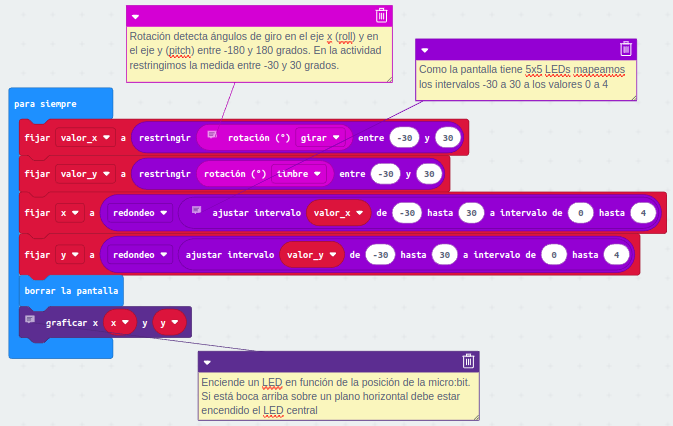 Rotación detecta ángulos de giro en el eje x (roll) y en
el eje y (pitch) entre -180 y 180 grados. En la actividad
restringimos la medida entre -30 y 30 grados.
Como la pantalla tiene 5x5 LEDs mapeamos
los intervalos -30 a 30 a los valores 0 a 4
para siempre
fijar valor_x a restringir rotación (°) girar entre -30 y 30
fijar valor_y a restringir rotación (°) timbre entre -30 y 30
fijar x a redondeo ajustar intervalo valor_x de -30 hasta 30 a intervalo de 0 hasta 4
fijar y a redondeo ajustar intervalo valor_y de -30 hasta 30 a intervalo de 0 hasta 4
borrar la pantalla
graficar x x y y
Enciende un LED en función de la posición de la micro:bit.
Si está boca arriba sobre un plano horizontal debe estar
encendido el LED central